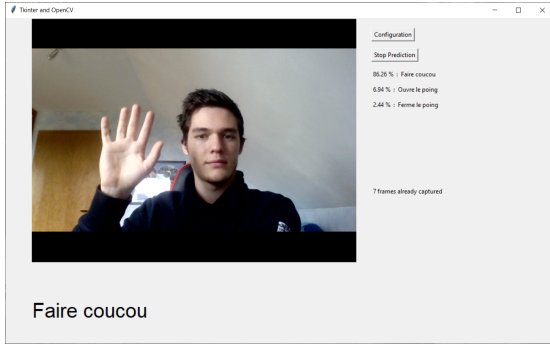 Tkinter and OpenCV
Configuration
Stop Prediction
86.26 % : Faire coucou
6.94 % : Ouvre le poing
2.44 % : Ferme le poing
7 frames already captured
Faire coucou